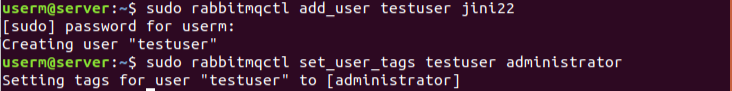 userm@server:~$ sudo rabbitmqctl add_user testuser jini22
[sudo] password for userm:
Creating user "testuser"
userm@server:~$ sudo rabbitmqctl set_user_tags testuser administrator
Setting tags for user "testuser" to [administrator]